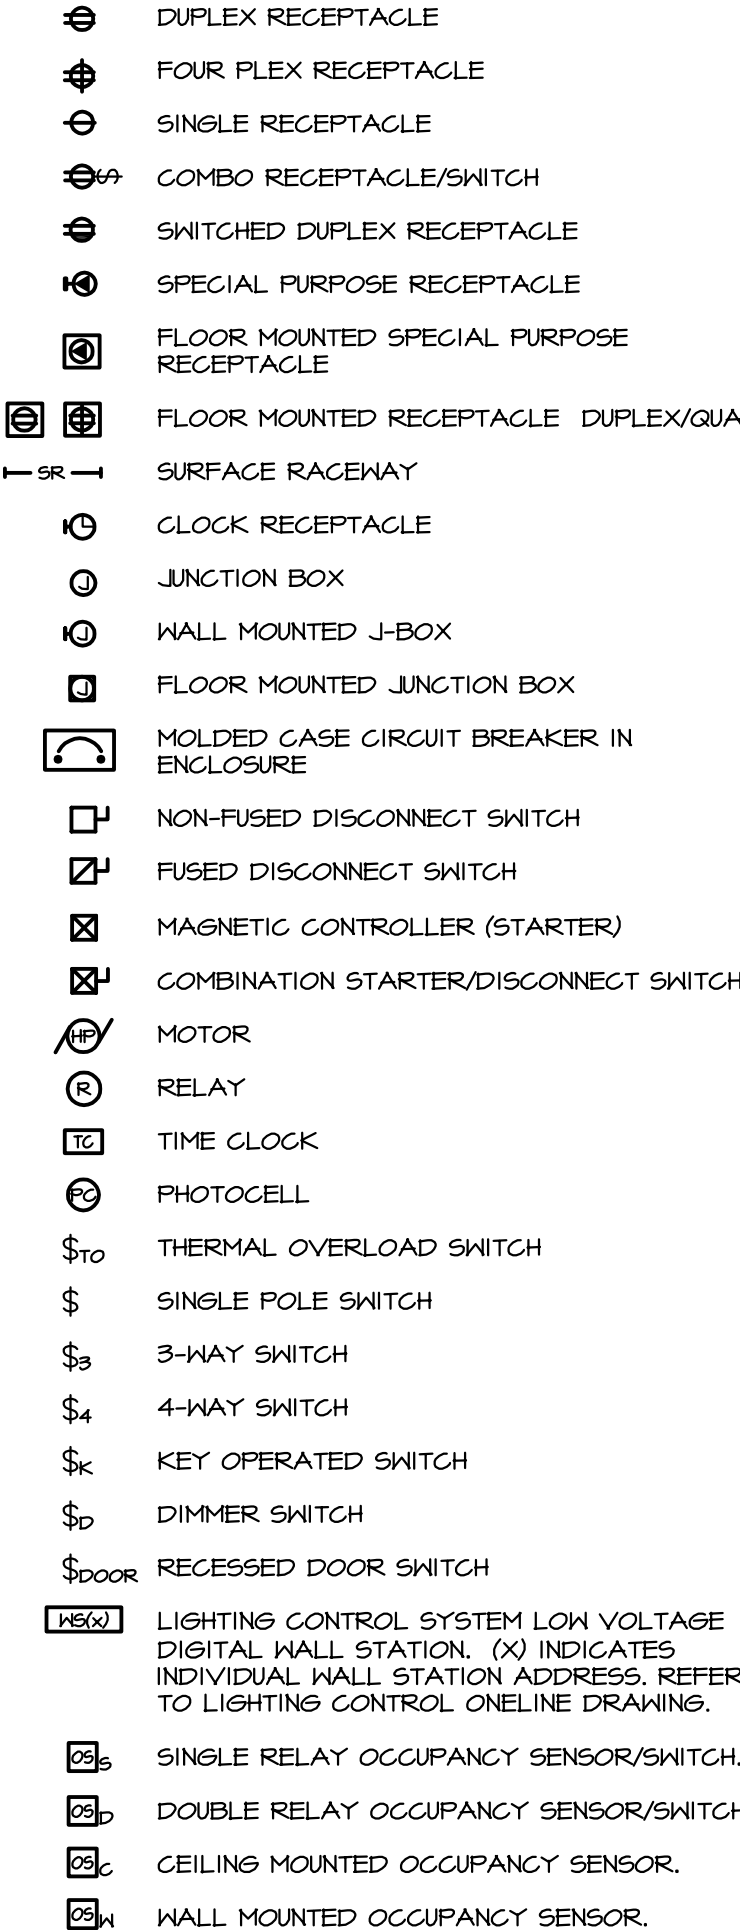 DUPLEX RECEPTACLE
FOUR PLEX RECEPTACLE
SINGLE RECEPTACLE
S COMBO RECEPTACLE/SWITCH
SWITCHED DUPLEX RECEPTACLE
SPECIAL PURPOSE RECEPTACLE
FLOOR MOUNTED SPECIAL PURPOSE
RECEPTACLE
FLOOR MOUNTED RECEPTACLE DUPLEX/QUA
SR SURFACE RACEWAY
CLOCK RECEPTACLE
J JUNCTION BOX
J WALL MOUNTED J-BOX
J FLOOR MOUNTED JUNCTION BOX
MOLDED CASE CIRCUIT BREAKER IN
ENCLOSURE
NON-FUSED DISCONNECT SWITCH
FUSED DISCONNECT SWITCH
MAGNETIC CONTROLLER (STARTER)
COMBINATION STARTER/DISCONNECT SWITCH
HP MOTOR
R RELAY
TC TIME CLOCK
PC PHOTOCELL
$TO THERMAL OVERLOAD SWITCH
$ SINGLE POLE SWITCH
$3 3-WAY SWITCH
$4 4-WAY SWITCH
$K KEY OPERATED SWITCH
$D DIMMER SWITCH
$DOOR RECESSED DOOR SWITCH
WS(x) LIGHTING CONTROL SYSTEM LOW VOLTAGE
DIGITAL WALL STATION. (X) INDICATES
INDIVIDUAL WALL STATION ADDRESS. REFER
TO LIGHTING CONTROL ONELINE DRAWING.
OS S SINGLE RELAY OCCUPANCY SENSOR/SWITCH.
OS D DOUBLE RELAY OCCUPANCY SENSOR/SWITCH
OS C CEILING MOUNTED OCCUPANCY SENSOR.
OS W WALL MOUNTED OCCUPANCY SENSOR.